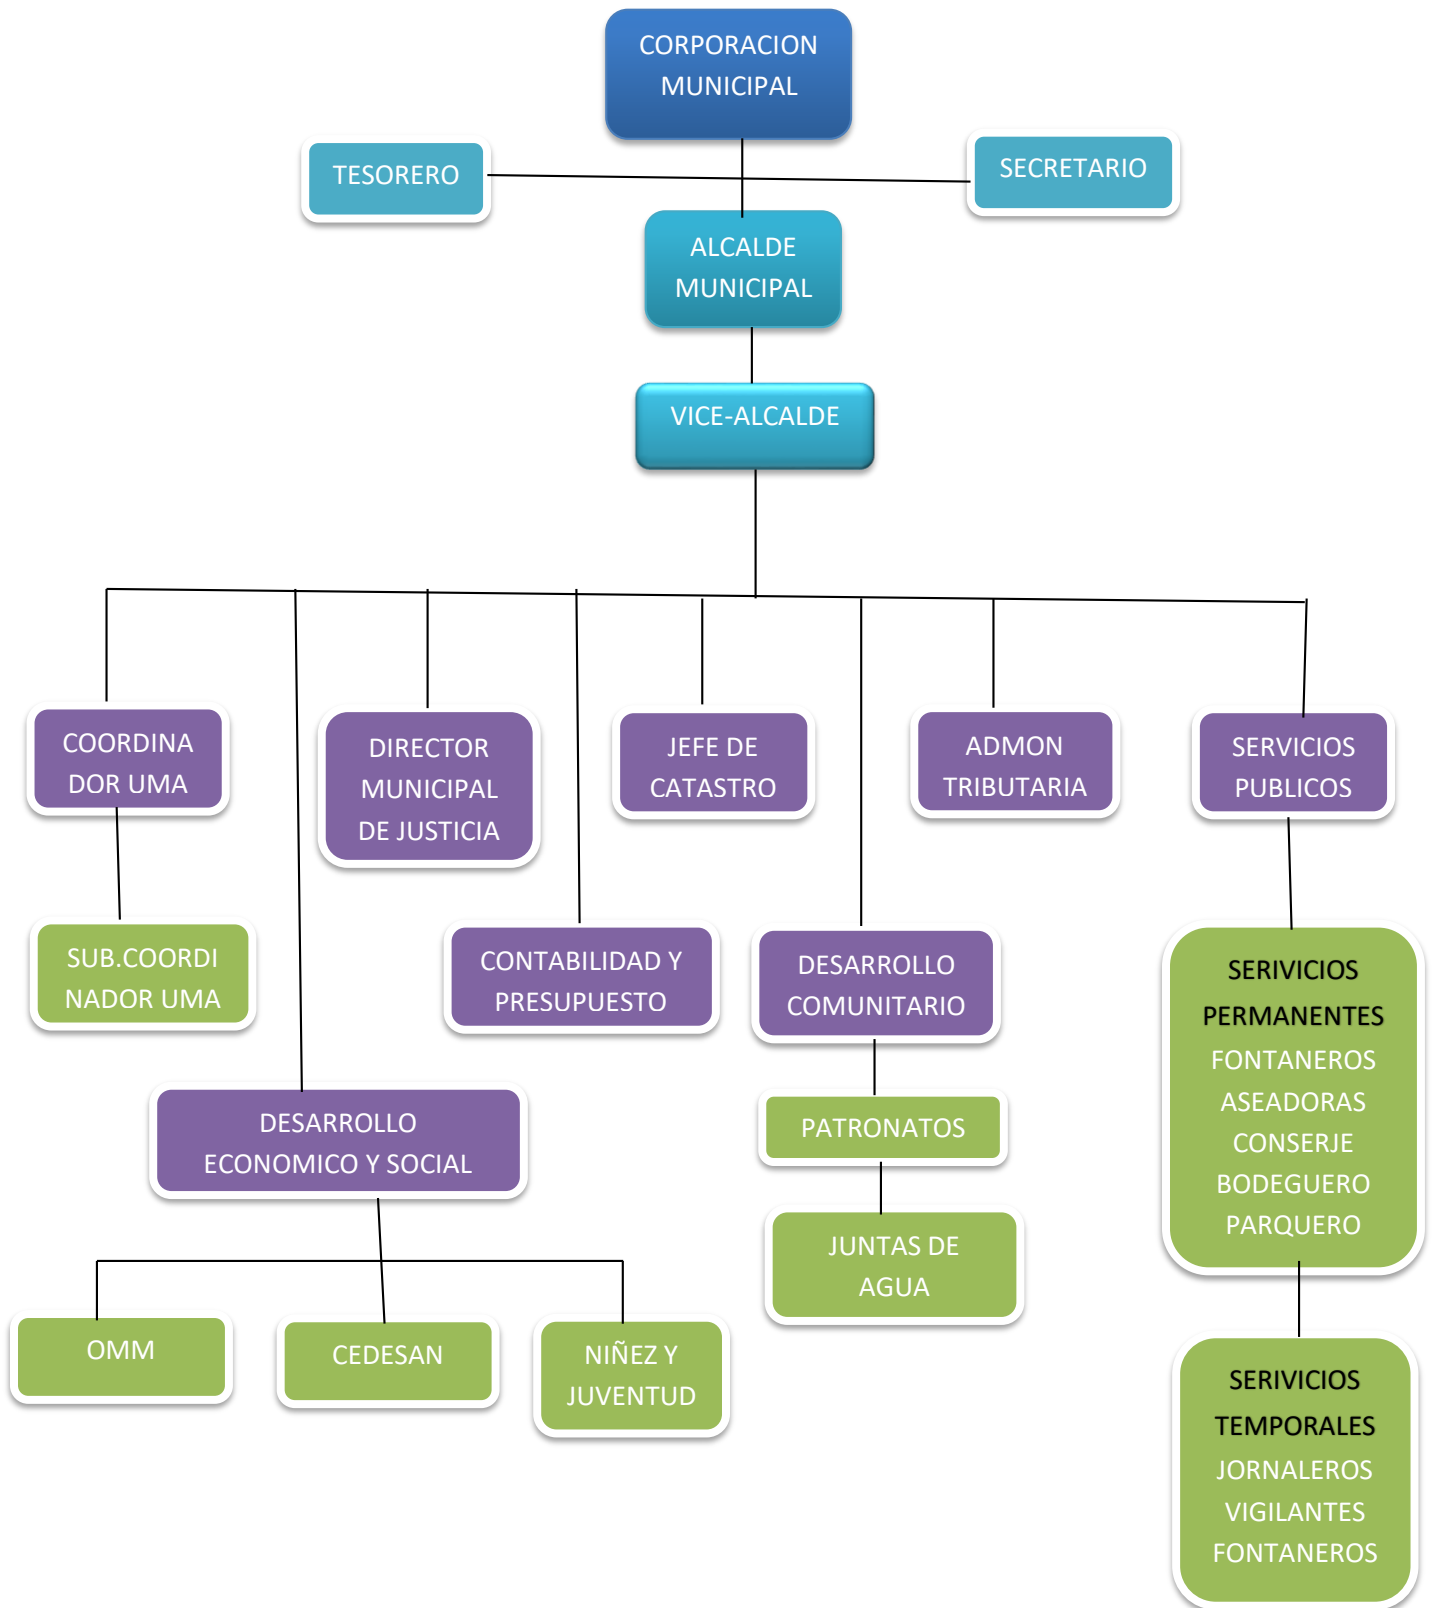 CORPORACION
MUNICIPAL
TESORERO
SECRETARIO
ALCALDE
MUNICIPAL
VICE-ALCALDE
COORDINA
DOR UMA
DIRECTOR
MUNICIPAL
DE JUSTICIA
JEFE DE
CATASTRO
ADMON
TRIBUTARIA
SERVICIOS
PUBLICOS
SUB.COORDI
NADOR UMA
CONTABILIDAD Y
PRESUPUESTO
DESARROLLO
COMUNITARIO
SERIVICIOS
PERMANENTES
FONTANEROS
ASEADORAS
CONSERJE
BODEGUERO
PARQUERO
DESARROLLO
ECONOMICO Y SOCIAL
PATRONATOS
JUNTAS DE
AGUA
OMM
CEDESAN
NIÑEZ Y
JUVENTUD
SERIVICIOS
TEMPORALES
JORNALEROS
VIGILANTES
FONTANEROS